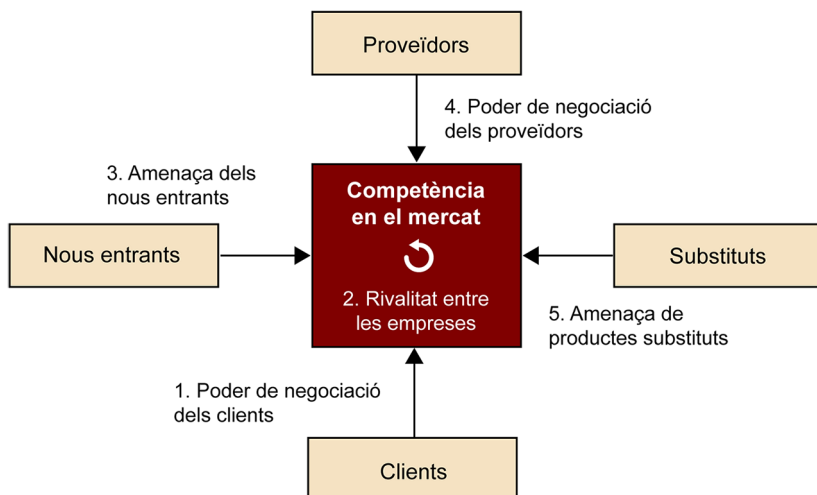 Proveïdors
4. Poder de negociació
dels proveïdors
3. Amenaça dels
nous entrants
Competència
en el mercat
Nous entrants
Substituts
2. Rivalitat entre
les empreses
5. Amenaça de
productes substituts
1. Poder de negociació
dels clients
Clients